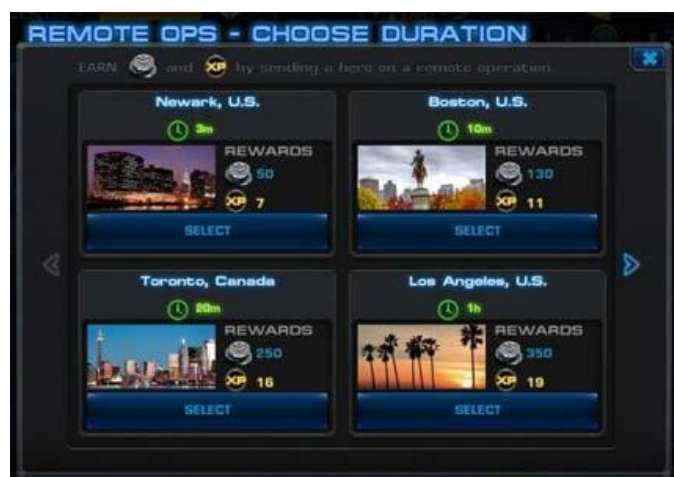 REMOTE OPS - CHOOSE DURATION
EARN and XP by sending a hero on a remote operation.
Newark, U.S.
3m
REWARDS
50
XP 7
SELECT
Boston, U.S.
10m
REWARDS
130
XP 11
SELECT
Toronto, Canada
20m
REWARDS
250
XP 16
SELECT
Los Angeles, U.S.
1h
REWARDS
350
XP 19
SELECT